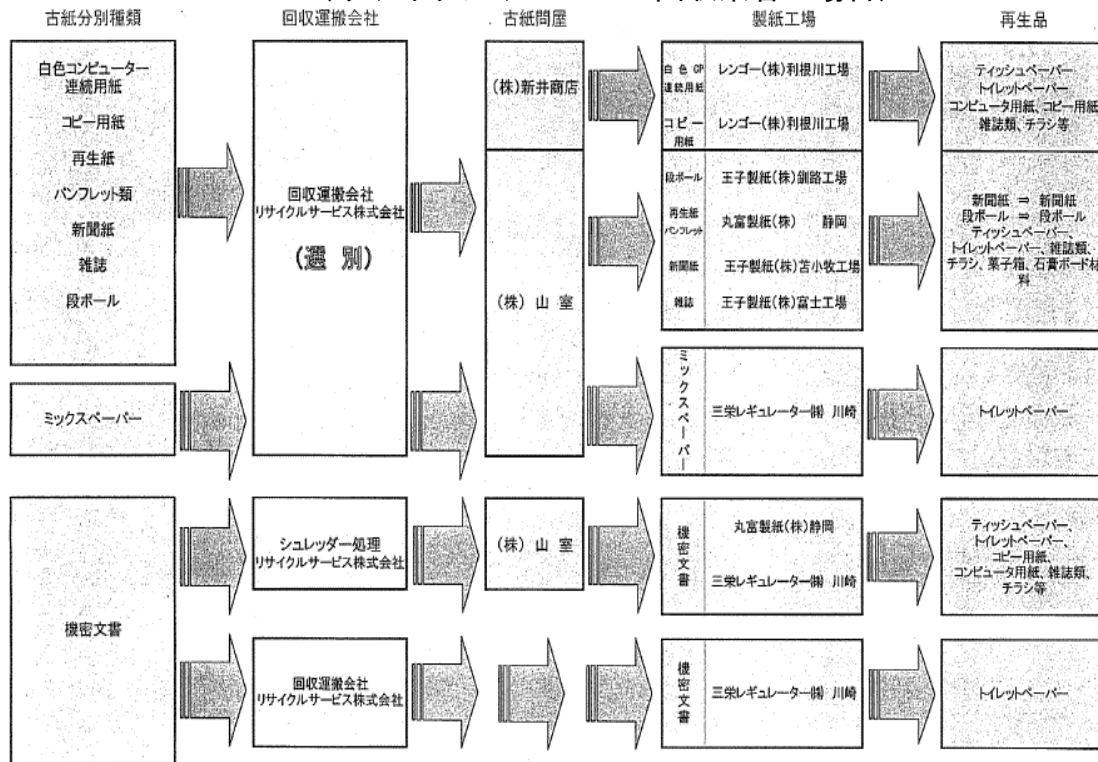 古紙分別種類
回収運搬会社
古紙問屋
製紙工場
再生品
白色コンピューター
連続用紙
コピー用紙
再生紙
パンフレット類
新聞紙
雑誌
段ボール
回収運搬会社
リサイクルサービス株式会社
(選 別)
(株)新井商店
(株) 山 室
白色CP
連続用紙
レンゴー(株)利根川工場
コピー
用紙
レンゴー(株)利根川工場
段ボール
王子製紙(株)釧路工場
再生紙
パンフレット
丸富製紙(株) 静岡
新聞紙
王子製紙(株)苫小牧工場
雑誌
王子製紙(株)富士工場
ティッシュペーパー
トイレットペーパー
コンピュータ用紙、コピー用紙
雑誌類、チラシ等
新聞紙 ⇒ 新聞紙
段ボール ⇒ 段ボール
ティッシュペーパー、
トイレットペーパー、雑誌類、
チラシ、菓子箱、石膏ボード材
料
ミックスペーパー
ミックスペーパー
三栄レギュレーター㈱ 川崎
トイレットペーパー
機密文書
シュレッダー処理
リサイクルサービス株式会社
(株) 山 室
機密文書
丸富製紙(株)静岡
三栄レギュレーター㈱ 川崎
ティッシュペーパー、
トイレットペーパー、
コピー用紙、
コンピュータ用紙、雑誌類、
チラシ等
回収運搬会社
リサイクルサービス株式会社
機密文書
三栄レギュレーター㈱ 川崎
トイレットペーパー